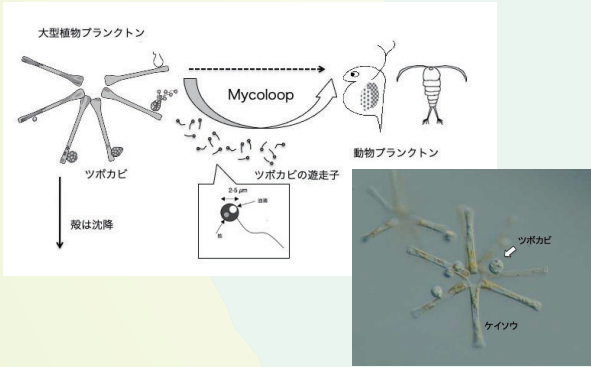 大型植物プランクトン
Mycoloop
ツボカビ
ツボカビの遊走子
動物プランクトン
2-5 μm
核
殻は沈降
ツボカビ
ケイソウ